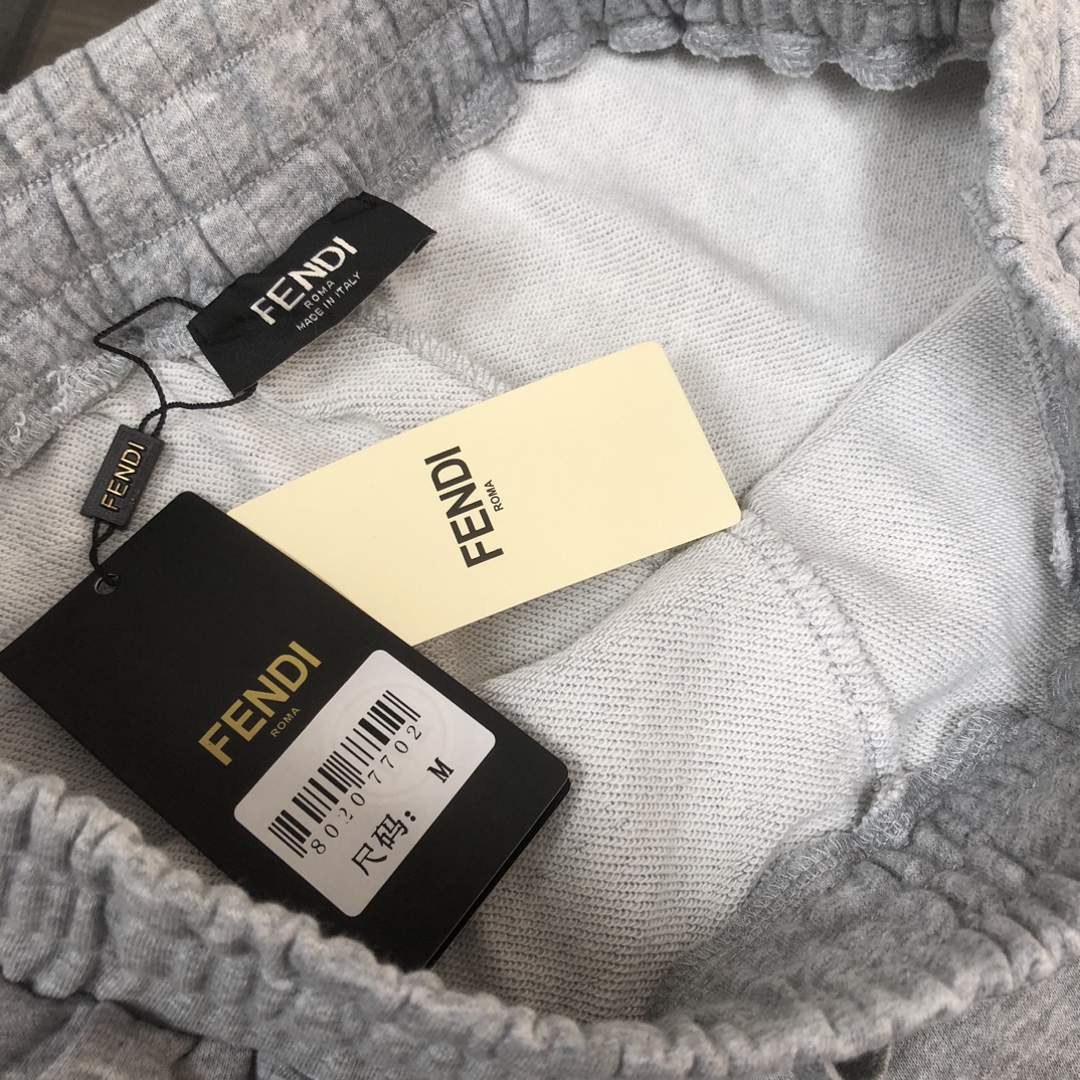 FENDI
ROMA
MADE IN ITALY
FENDI
FENDI
ROMA
FENDI
ROMA
80207702
尺码: M